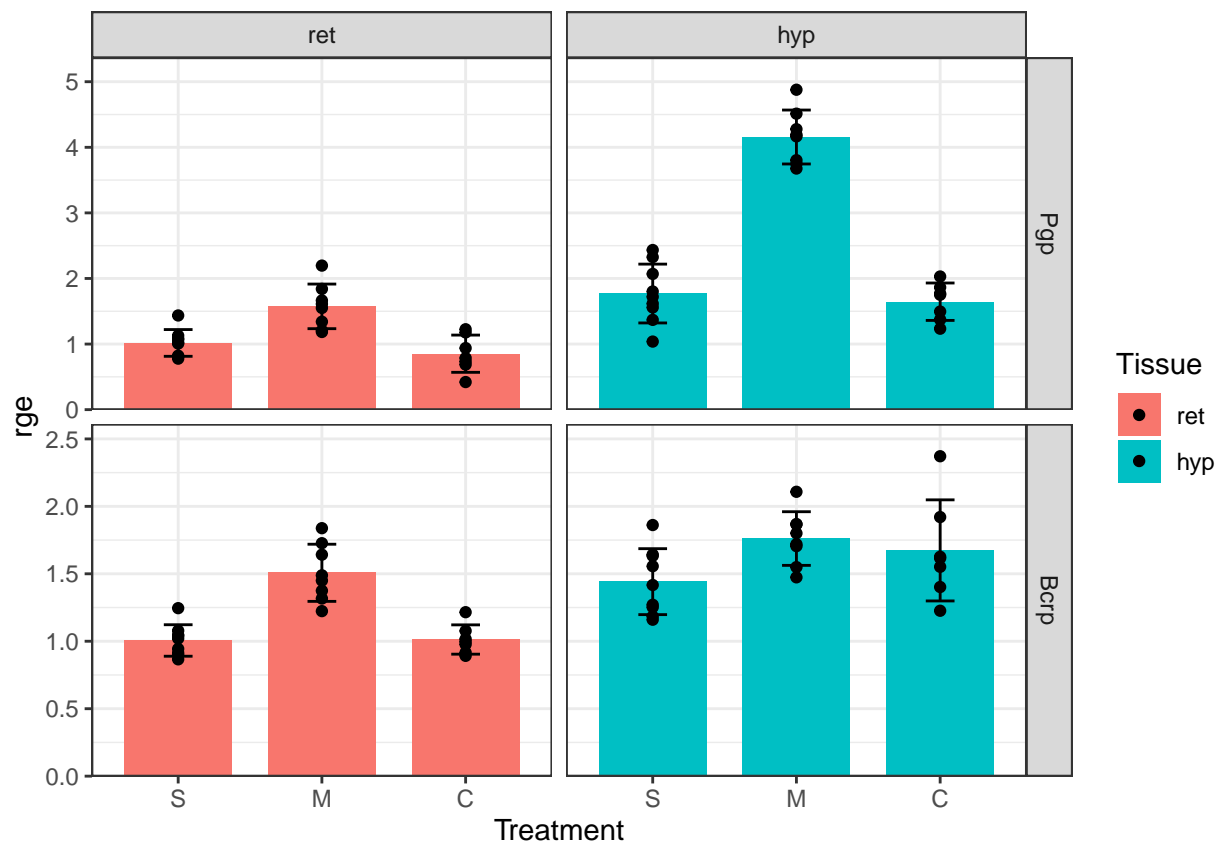 ret hyp
5
4
3
2
1
0
Pgp
rge
2.5
2.0
1.5
1.0
0.5
0.0
Bcrp
S M C S M C
Treatment
Tissue
ret
hyp